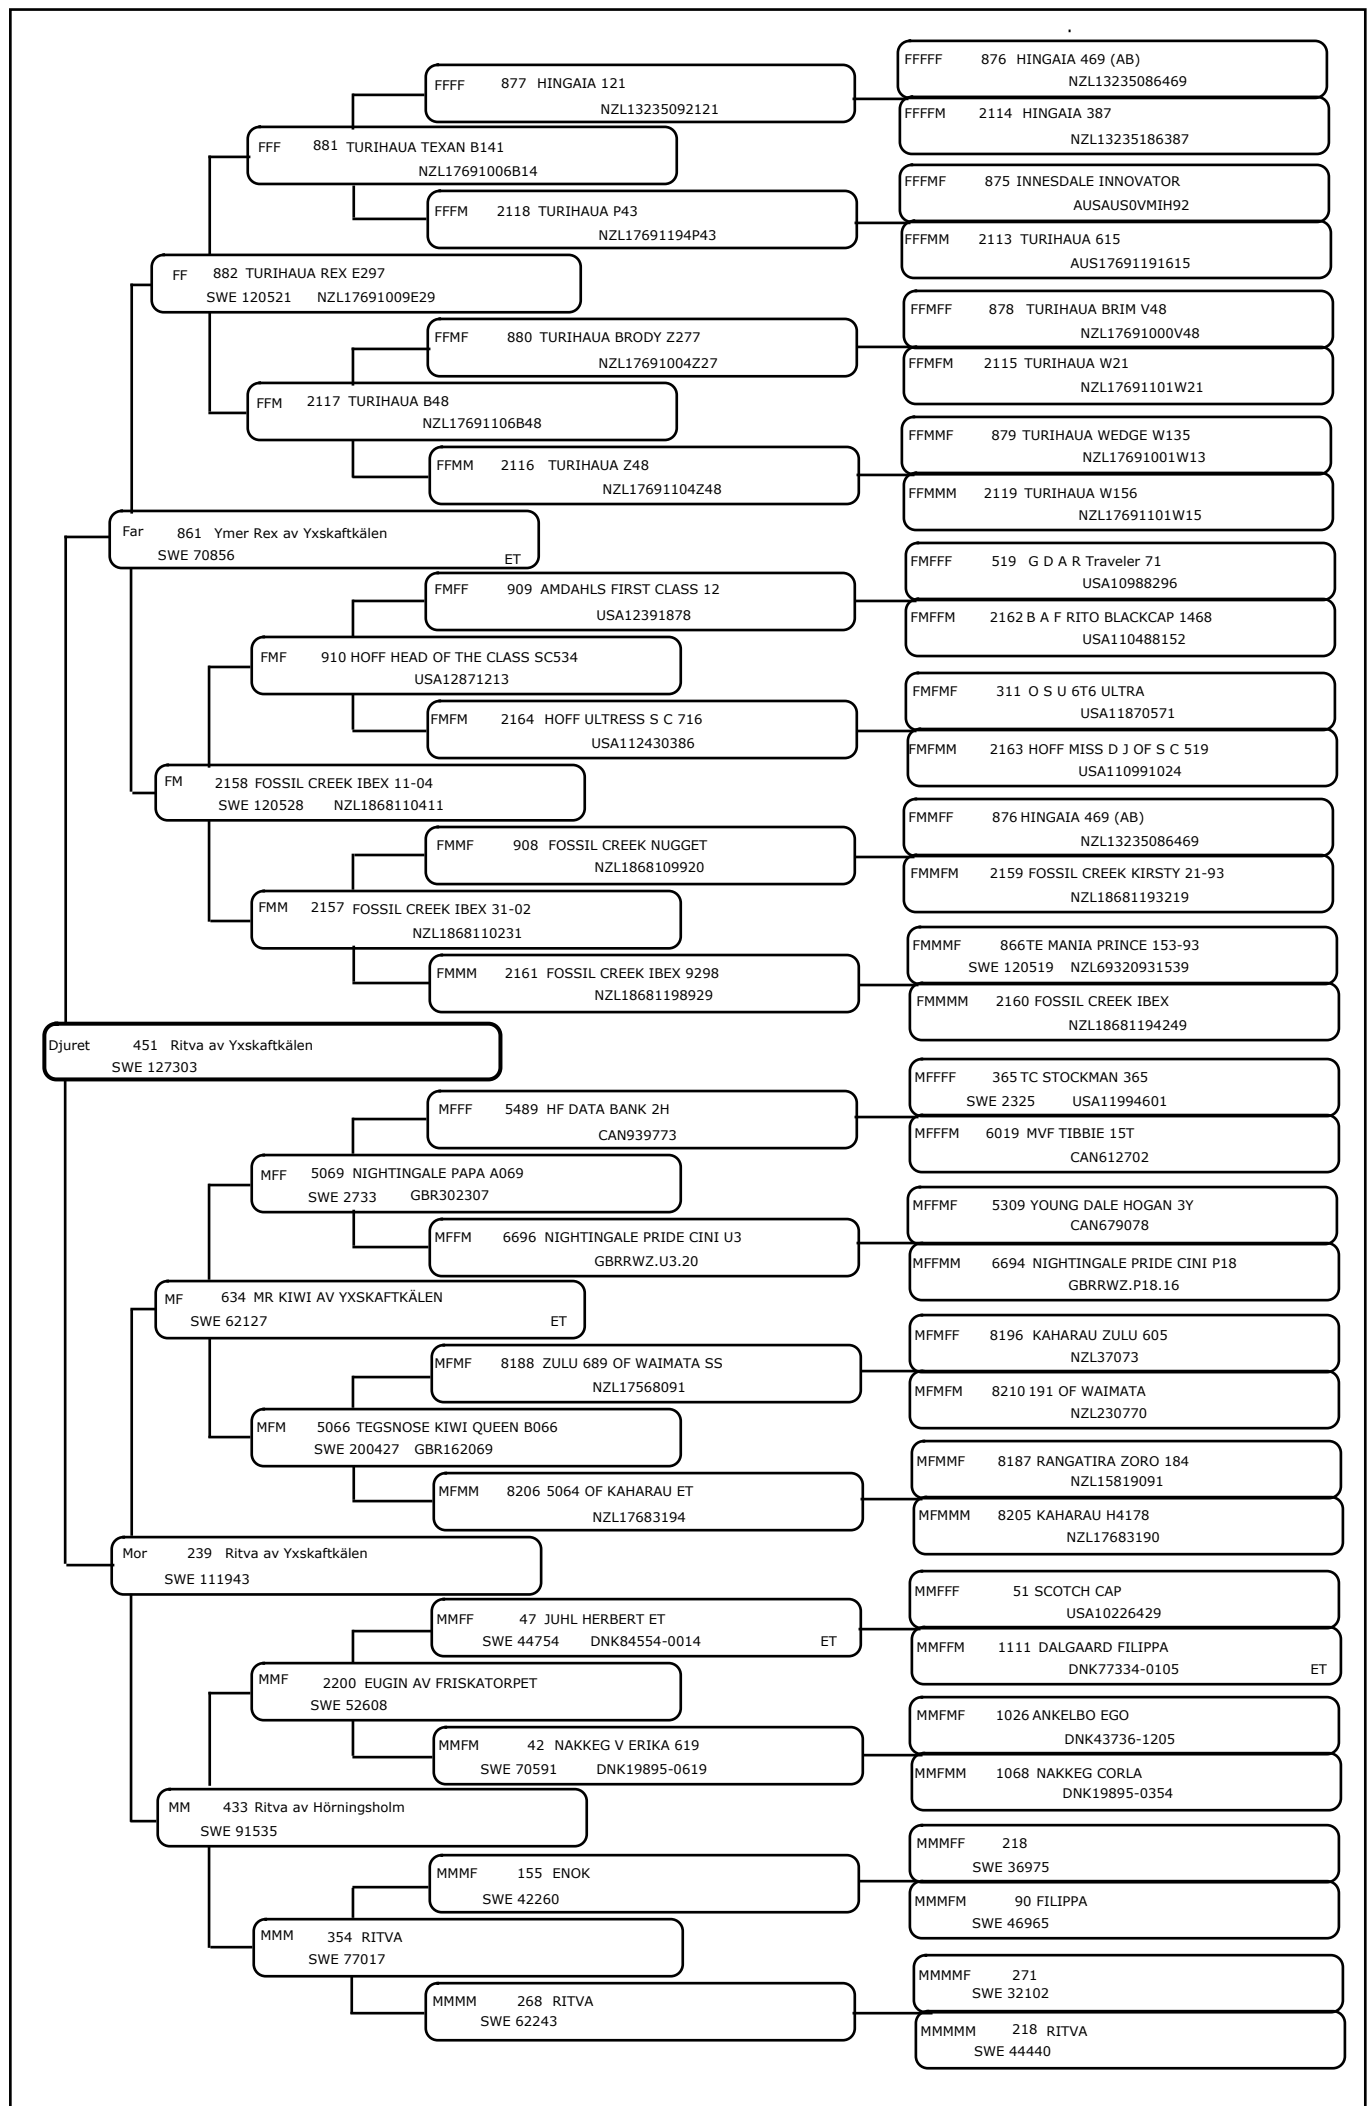 FFFFF 876 HINGAIA 469 (AB)
NZL13235086469
FFFF 877 HINGAIA 121
NZL13235092121
FFFFM 2114 HINGAIA 387
NZL13235186387
FFF 881 TURIHAUA TEXAN B141
NZL17691006B14
FFFMF 875 INNESDALE INNOVATOR
AUSAUS0VMIH92
FFFM 2118 TURIHAUA P43
NZL17691194P43
FFFMM 2113 TURIHAUA 615
AUS17691191615
FF 882 TURIHAUA REX E297
SWE 120521 NZL17691009E29
FFMFF 878 TURIHAUA BRIM V48
NZL17691000V48
FFMF 880 TURIHAUA BRODY Z277
NZL17691004Z27
FFMFM 2115 TURIHAUA W21
NZL17691101W21
FFM 2117 TURIHAUA B48
NZL17691106B48
FFMMF 879 TURIHAUA WEDGE W135
NZL17691001W13
FFMM 2116 TURIHAUA Z48
NZL17691104Z48
FFMMM 2119 TURIHAUA W156
NZL17691101W15
Far 861 Ymer Rex av Yxskaftkälen
SWE 70856 ET
FMFFF 519 G D A R Traveler 71
USA10988296
FMFF 909 AMDAHLS FIRST CLASS 12
USA12391878
FMFFM 2162 B A F RITO BLACKCAP 1468
USA110488152
FMF 910 HOFF HEAD OF THE CLASS SC534
USA12871213
FMFMF 311 O S U 6T6 ULTRA
USA11870571
FMFM 2164 HOFF ULTRESS S C 716
USA112430386
FMFMM 2163 HOFF MISS D J OF S C 519
USA110991024
FM 2158 FOSSIL CREEK IBEX 11-04
SWE 120528 NZL1868110411
FMMFF 876 HINGAIA 469 (AB)
NZL13235086469
FMMF 908 FOSSIL CREEK NUGGET
NZL1868109920
FMMFM 2159 FOSSIL CREEK KIRSTY 21-93
NZL18681193219
FMM 2157 FOSSIL CREEK IBEX 31-02
NZL1868110231
FMMMF 866 TE MANIA PRINCE 153-93
SWE 120519 NZL69320931539
FMMM 2161 FOSSIL CREEK IBEX 9298
NZL18681198929
FMMMM 2160 FOSSIL CREEK IBEX
NZL18681194249
Djuret 451 Ritva av Yxskaftkälen
SWE 127303
MFFFF 365 TC STOCKMAN 365
SWE 2325 USA11994601
MFFF 5489 HF DATA BANK 2H
CAN939773
MFFFM 6019 MVF TIBBIE 15T
CAN612702
MFF 5069 NIGHTINGALE PAPA A069
SWE 2733 GBR302307
MFFMF 5309 YOUNG DALE HOGAN 3Y
CAN679078
MFFM 6696 NIGHTINGALE PRIDE CINI U3
GBRRWZ.U3.20
MFFMM 6694 NIGHTINGALE PRIDE CINI P18
GBRRWZ.P18.16
MF 634 MR KIWI AV YXSKAFTKÄLEN
SWE 62127 ET
MFMFF 8196 KAHARAU ZULU 605
NZL37073
MFMF 8188 ZULU 689 OF WAIMATA SS
NZL17568091
MFMFM 8210 191 OF WAIMATA
NZL230770
MFM 5066 TEGSNOSE KIWI QUEEN B066
SWE 200427 GBR162069
MFMMF 8187 RANGATIRA ZORO 184
NZL15819091
MFMM 8206 5064 OF KAHARAU ET
NZL17683194
MFMMM 8205 KAHARAU H4178
NZL17683190
Mor 239 Ritva av Yxskaftkälen
SWE 111943
MMFFF 51 SCOTCH CAP
USA10226429
MMFF 47 JUHL HERBERT ET
SWE 44754 DNK84554-0014 ET
MMFFM 1111 DALGAARD FILIPPA
DNK77334-0105 ET
MMF 2200 EUGIN AV FRISKATORPET
SWE 52608
MMFMF 1026 ANKELBO EGO
DNK43736-1205
MMFM 42 NAKKEG V ERIKA 619
SWE 70591 DNK19895-0619
MMFMM 1068 NAKKEG CORLA
DNK19895-0354
MM 433 Ritva av Hörningsholm
SWE 91535
MMMFF 218
SWE 36975
MMMF 155 ENOK
SWE 42260
MMMFM 90 FILIPPA
SWE 46965
MMM 354 RITVA
SWE 77017
MMMMF 271
SWE 32102
MMMM 268 RITVA
SWE 62243
MMMMM 218 RITVA
SWE 44440